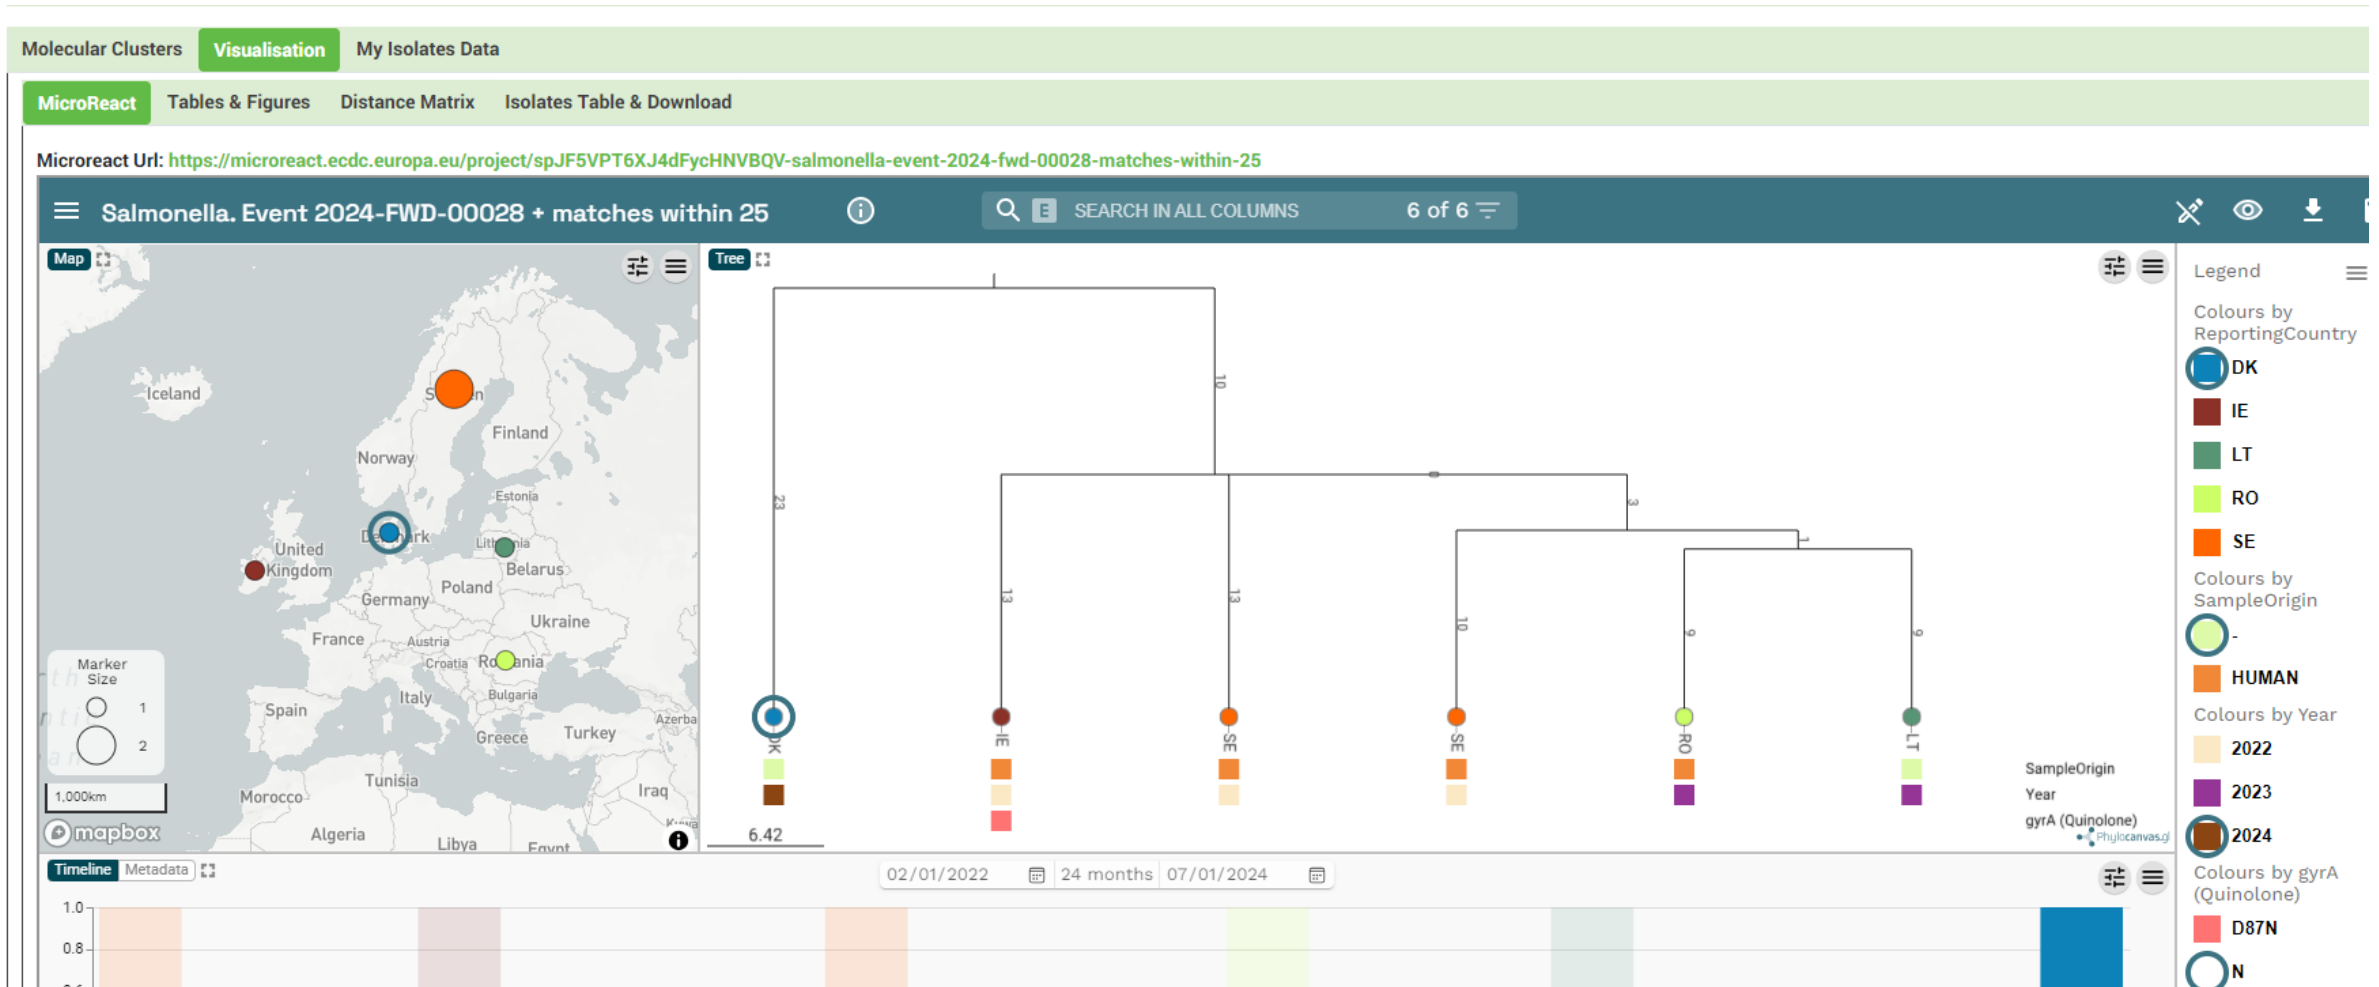 Molecular Clusters Visualisation My Isolates Data
MicroReact Tables & Figures Distance Matrix Isolates Table & Download
Microreact Url: https://microreact.ecdc.europa.eu/project/spJF5VPT6XJ4dFycHNVBQV-salmonella-event-2024-fwd-00028-matches-within-25
Salmonella. Event 2024-FWD-00028 + matches within 25
E SEARCH IN ALL COLUMNS 6 of 6
Map
Iceland
Finland
Norway
Estonia
United
Kingdom
Belarus
Poland
Germany
Ukraine
France
Austria
Croatia
Italy
Bulgaria
Spain
Azerba
Greece
Turkey
Tunisia
Morocco
Iraq
Algeria
Libya
Egypt
Marker
Size
1
2
1,000km
mapbox
Tree
10
23
0
3
1
13
13
10
9
9
DK
IE
SE
SE
RO
LT
SampleOrigin
Year
gyrA (Quinolone)
6.42
Phylocanvas.gl
Legend
Colours by
ReportingCountry
DK
IE
LT
RO
SE
Colours by
SampleOrigin
-
HUMAN
Colours by Year
2022
2023
2024
Colours by gyrA
(Quinolone)
D87N
N
Timeline Metadata
02/01/2022 24 months 07/01/2024
1.0
0.8